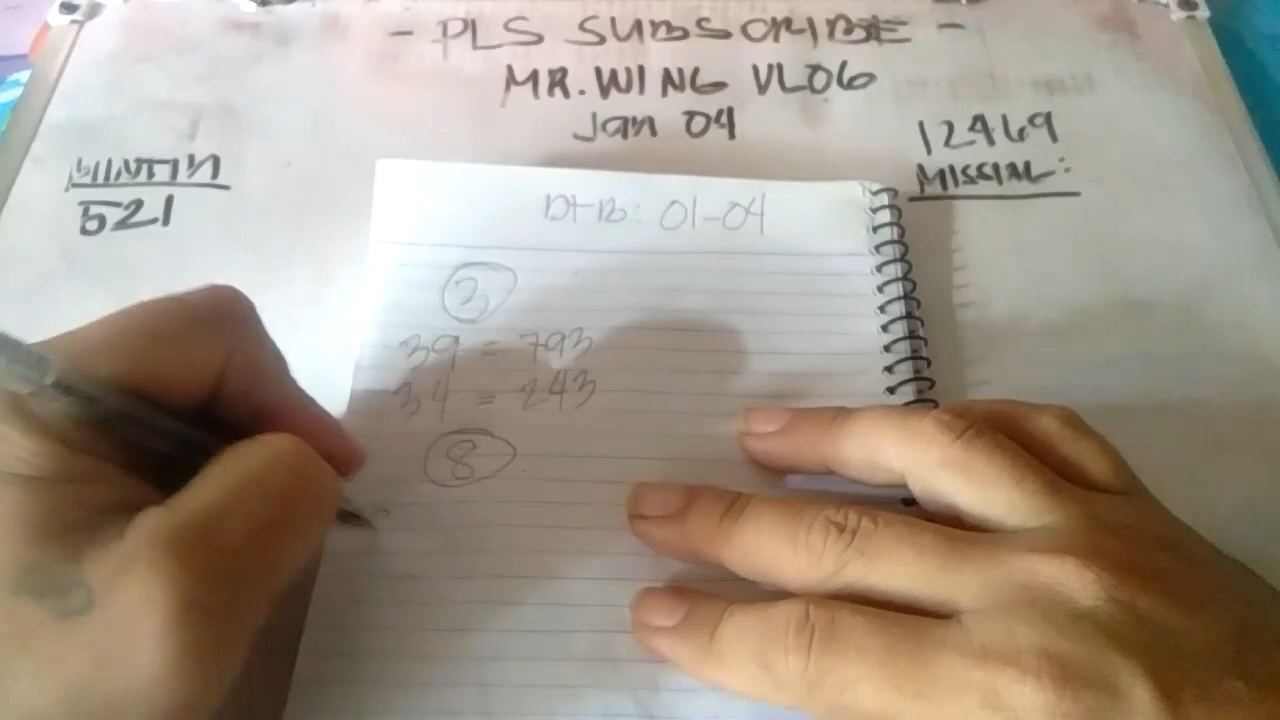 - PLS SUBSCRIBE -
MR. WING VLOG
Jan 04
12469
MISSING:
521
DTB: 01-04
3
39 = 793
34 = 243
8